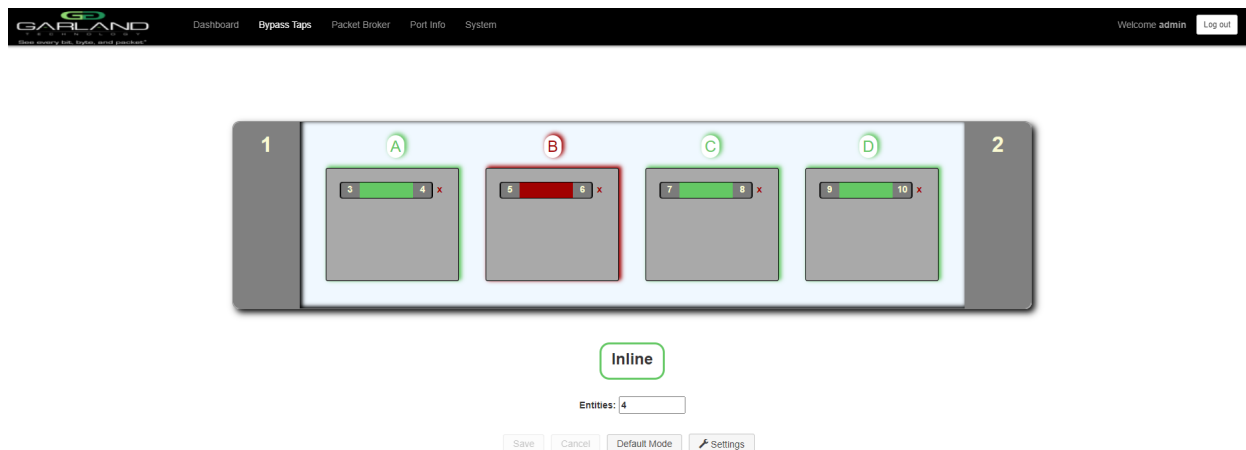 GARLAND
TECHNOLOGY
See every bit, byte, and packet.
Dashboard Bypass Taps Packet Broker Port Info System Welcome admin Log out
1 A B C D 2
3 4 x 5 6 x 7 8 x 9 10 x
Inline
Entities: 4
Save Cancel Default Mode Settings